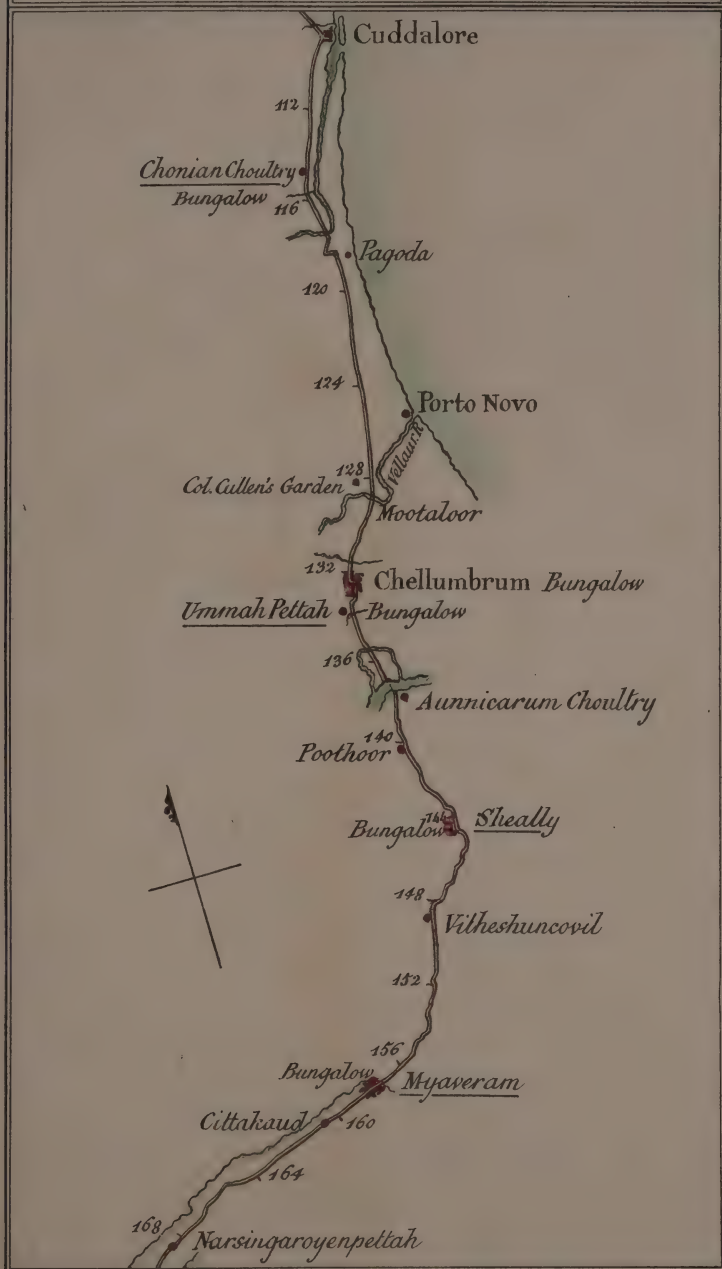 Cuddalore
112
Chonian Choultry
Bungalow 116
Pagoda
120
124
Porto Novo
Vellaur R.
128
Col. Cullen's Garden
Mootaloor
132
Chellumbrum Bungalow
Ummah Pettah
Bungalow
136
Aunnicarum Choultry
140
Poothoor
144
Sheally
Bungalow
148
Vitheshuncovil
152
156
Bungalow
Myaveram
Cittakaud
160
164
168
Narsingaroyenpettah